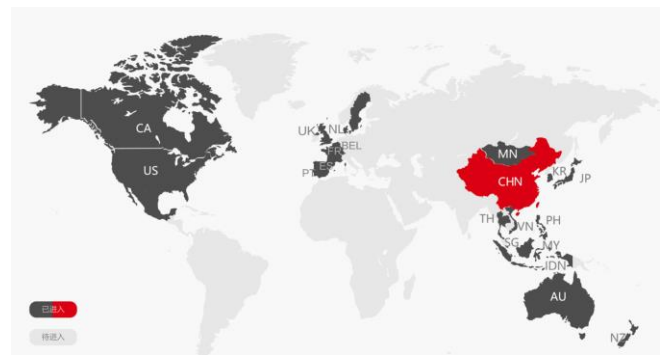 CA
US
UK
NL
BEL
FR
ES
PT
MN
CHN
KR
JP
TH
VN
PH
SG
MY
IDN
AU
NZ
已进入
待进入